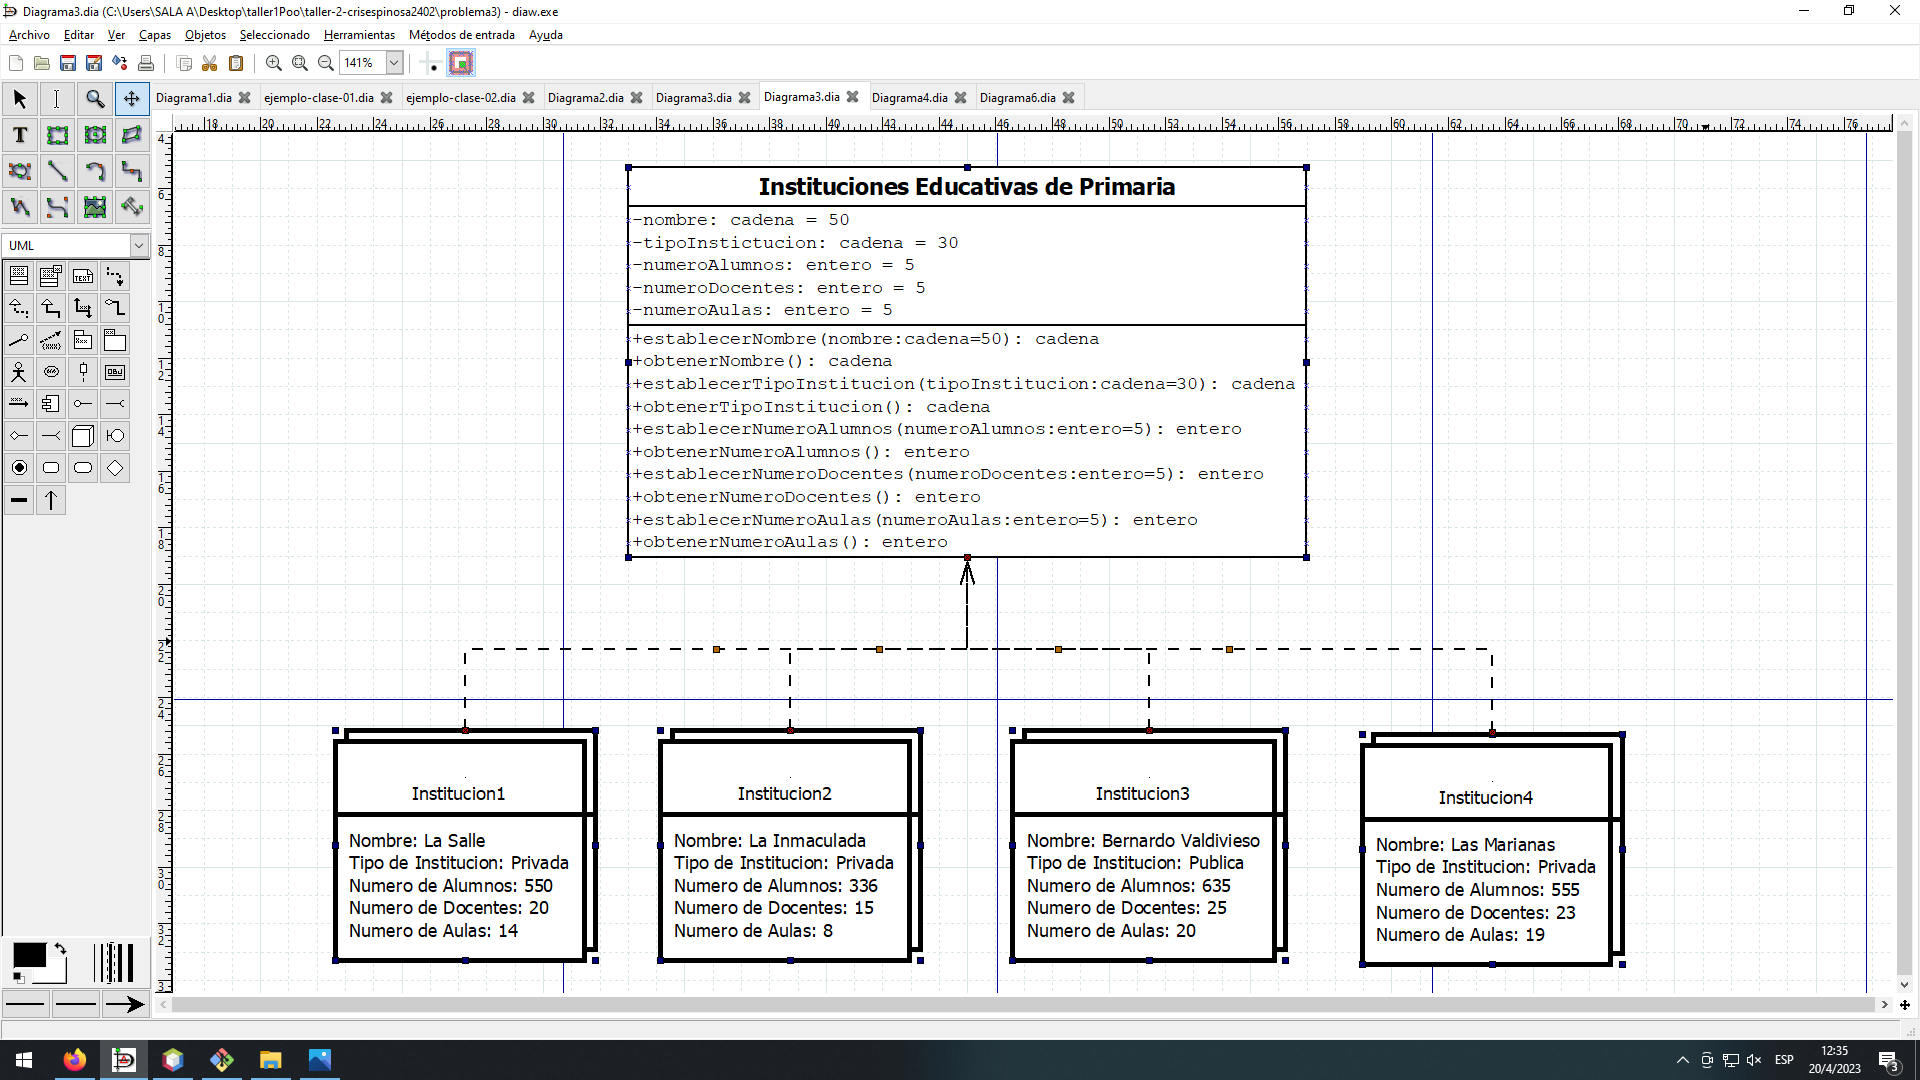 Diagrama3.dia (C:\Users\SALA A\Desktop\taller1Poo\taller-2-crisespinosa2402\problema3) - diaw.exe
Archivo Editar Ver Capas Objetos Seleccionado Herramientas Métodos de entrada Ayuda
141%
Diagrama1.dia ejemplo-clase-01.dia ejemplo-clase-02.dia Diagrama2.dia Diagrama3.dia Diagrama3.dia Diagrama4.dia Diagrama6.dia
18 20 22 24 26 28 30 32 34 36 38 40 42 44 46 48 50 52 54 56 58 60 62 64 66 68 70 72 74 76
UML
Instituciones Educativas de Primaria
-nombre: cadena = 50
-tipoInstictucion: cadena = 30
-numeroAlumnos: entero = 5
-numeroDocentes: entero = 5
-numeroAulas: entero = 5
+establecerNombre(nombre:cadena=50): cadena
+obtenerNombre(): cadena
+establecerTipoInstitucion(tipoInstitucion:cadena=30): cadena
+obtenerTipoInstitucion(): cadena
+establecerNumeroAlumnos(numeroAlumnos:entero=5): entero
+obtenerNumeroAlumnos(): entero
+establecerNumeroDocentes(numeroDocentes:entero=5): entero
+obtenerNumeroDocentes(): entero
+establecerNumeroAulas(numeroAulas:entero=5): entero
+obtenerNumeroAulas(): entero
Institucion1
Nombre: La Salle
Tipo de Institucion: Privada
Numero de Alumnos: 550
Numero de Docentes: 20
Numero de Aulas: 14
Institucion2
Nombre: La Inmaculada
Tipo de Institucion: Privada
Numero de Alumnos: 336
Numero de Docentes: 15
Numero de Aulas: 8
Institucion3
Nombre: Bernardo Valdivieso
Tipo de Institucion: Publica
Numero de Alumnos: 635
Numero de Docentes: 25
Numero de Aulas: 20
Institucion4
Nombre: Las Marianas
Tipo de Institucion: Privada
Numero de Alumnos: 555
Numero de Docentes: 23
Numero de Aulas: 19
ESP
12:35
20/4/2023
3